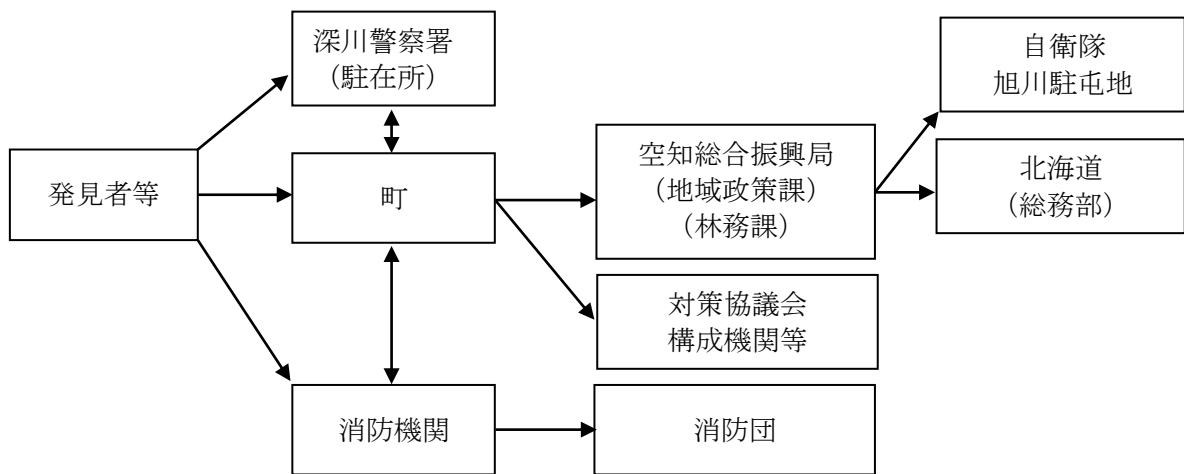 深川警察署
（駐在所）
自衛隊
旭川駐屯地
発見者等
町
空知総合振興局
（地域政策課）
（林務課）
北海道
（総務部）
対策協議会
構成機関等
消防機関
消防団